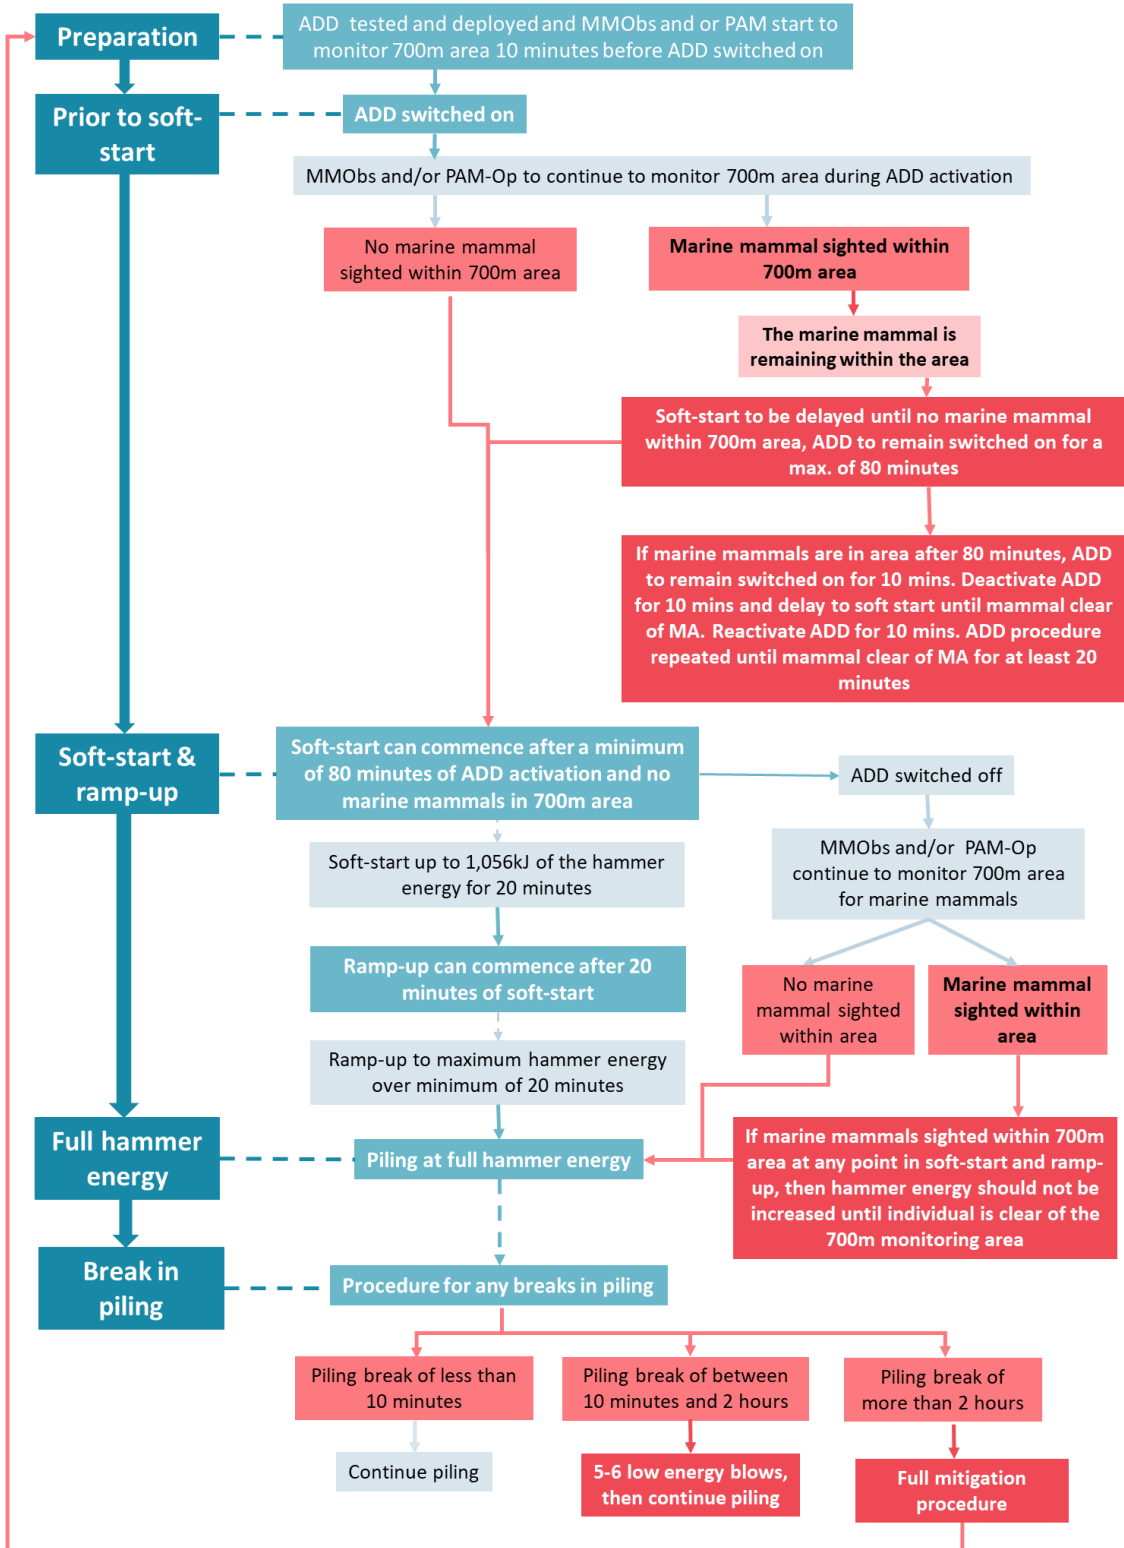 Preparation
ADD tested and deployed and MMObs and or PAM start to
monitor 700m area 10 minutes before ADD switched on
Prior to soft-
start
ADD switched on
MMObs and/or PAM-Op to continue to monitor 700m area during ADD activation
No marine mammal
sighted within 700m area
Marine mammal sighted within
700m area
The marine mammal is
remaining within the area
Soft-start to be delayed until no marine mammal
within 700m area, ADD to remain switched on for a
max. of 80 minutes
If marine mammals are in area after 80 minutes, ADD
to remain switched on for 10 mins. Deactivate ADD
for 10 mins and delay to soft start until mammal clear
of MA. Reactivate ADD for 10 mins. ADD procedure
repeated until mammal clear of MA for at least 20
minutes
Soft-start &
ramp-up
Soft-start can commence after a minimum
of 80 minutes of ADD activation and no
marine mammals in 700m area
ADD switched off
Soft-start up to 1,056kJ of the hammer
energy for 20 minutes
MMObs and/or PAM-Op
continue to monitor 700m area
for marine mammals
Ramp-up can commence after 20
minutes of soft-start
No marine
mammal sighted
within area
Marine mammal
sighted within
area
Ramp-up to maximum hammer energy
over minimum of 20 minutes
Full hammer
energy
Piling at full hammer energy
If marine mammals sighted within 700m
area at any point in soft-start and ramp-
up, then hammer energy should not be
increased until individual is clear of the
700m monitoring area
Break in
piling
Procedure for any breaks in piling
Piling break of less than
10 minutes
Piling break of between
10 minutes and 2 hours
Piling break of
more than 2 hours
Continue piling
5-6 low energy blows,
then continue piling
Full mitigation
procedure